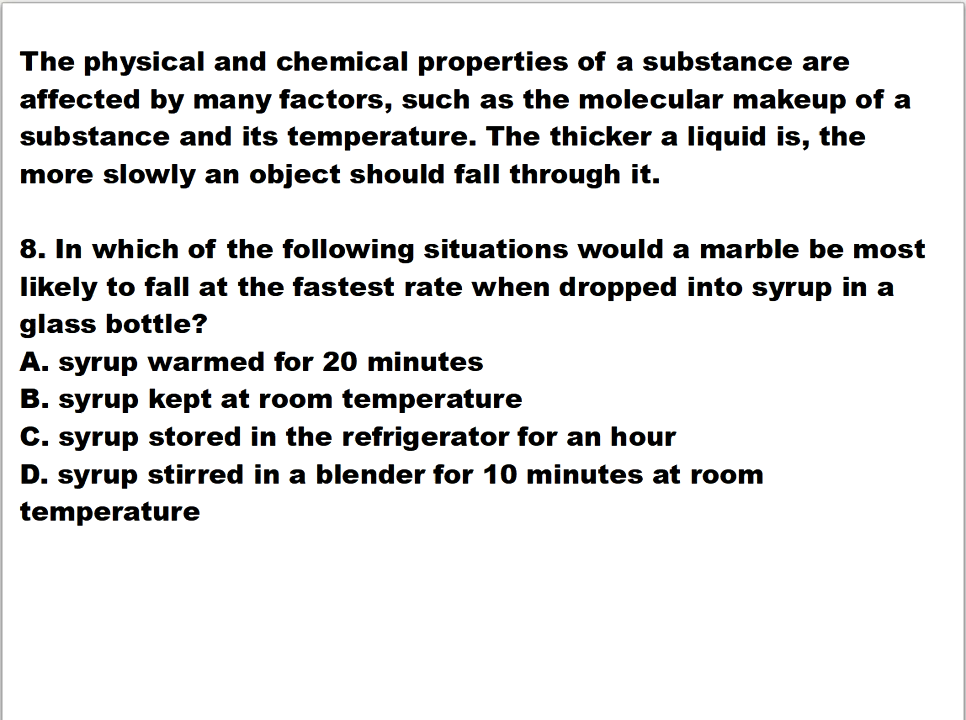 The physical and chemical properties of a substance are
affected by many factors, such as the molecular makeup of a
substance and its temperature. The thicker a liquid is, the
more slowly an object should fall through it.
8. In which of the following situations would a marble be most
likely to fall at the fastest rate when dropped into syrup in a
glass bottle?
A. syrup warmed for 20 minutes
B. syrup kept at room temperature
C. syrup stored in the refrigerator for an hour
D. syrup stirred in a blender for 10 minutes at room
temperature